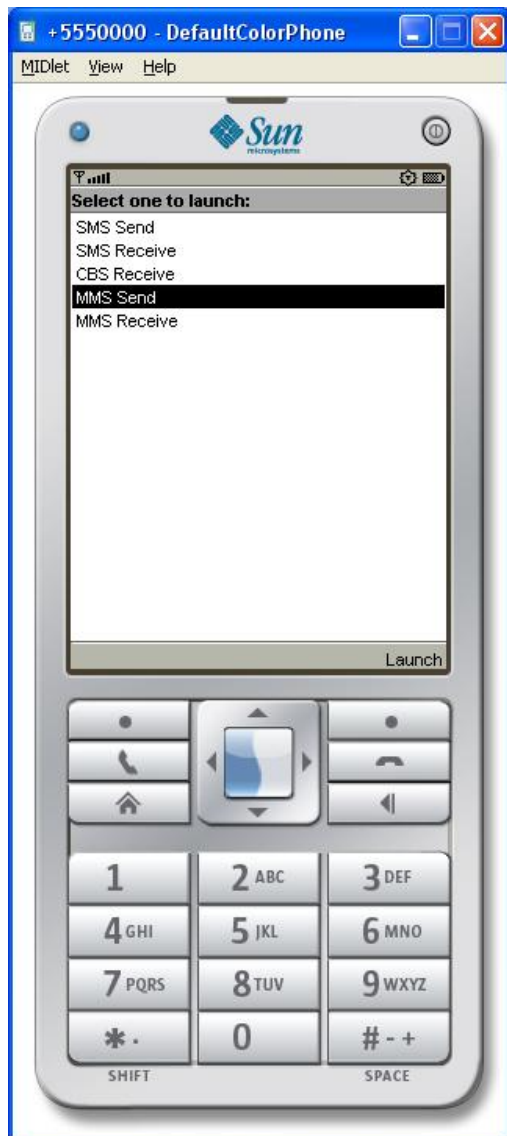 +5550000 - DefaultColorPhone
MIDlet View Help
Sun
microsystems
Select one to launch:
SMS Send
SMS Receive
CBS Receive
MMS Send
MMS Receive
Launch
1 2 ABC 3 DEF
4 GHI 5 JKL 6 MNO
7 PQRS 8 TUV 9 WXYZ
* . 0 # - +
SHIFT SPACE